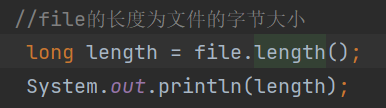 //file的长度为文件的字节大小
long length = file.length();
System.out.println(length);